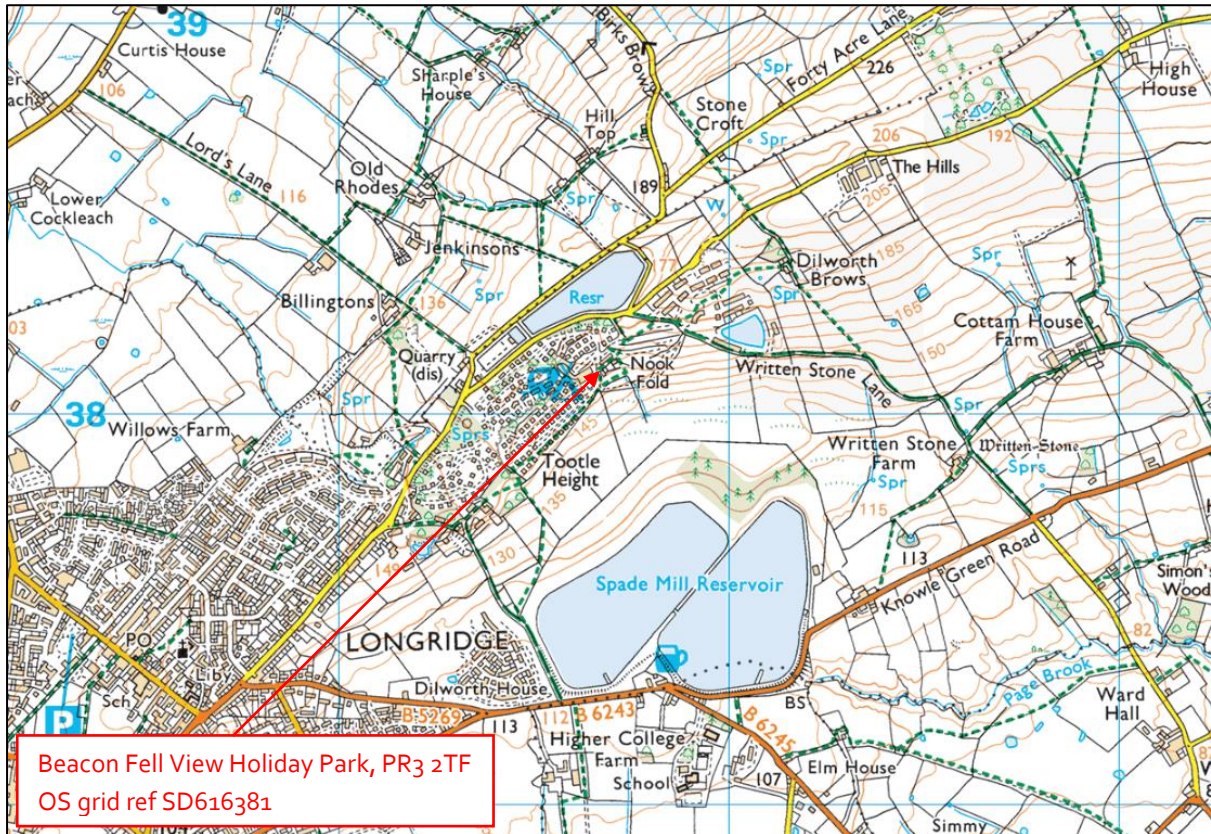 39
Curtis House
106
Lord's Lane
116
Lower
Cockleach
Sharple's
House
Birks Brows
Hill
Top
Old
Rhodes
Jenkinsons
Spr
Billingtons
136
Spr
Stone
Croft
Spr
Spr
Forty Acre Lane
226
206
192
High
House
189
W
The Hills
205
185
Resr
Dilworth
Brows
Spr
Spr
165
150
Cottam House
Farm
Quarry
(dis)
Nook
Fold
Written Stone
Lane
38
Willows Farm
Spr
Sprs
145
Tootle
Height
135
130
149
Spr
Written Stone
Farm
Written-Stone
Sprs
Spr
115
113
Knowle Green Road
Spade Mill Reservoir
Simon's
Wood
82
LONGRIDGE
PO
Liby
Sch
P
Dilworth House
B 5269
113
112
B 6243
B 6245
BS
Page Brook
Ward
Hall
Higher College
Farm
School
107
Elm House
Simmy
Beacon Fell View Holiday Park, PR3 2TF
OS grid ref SD616381